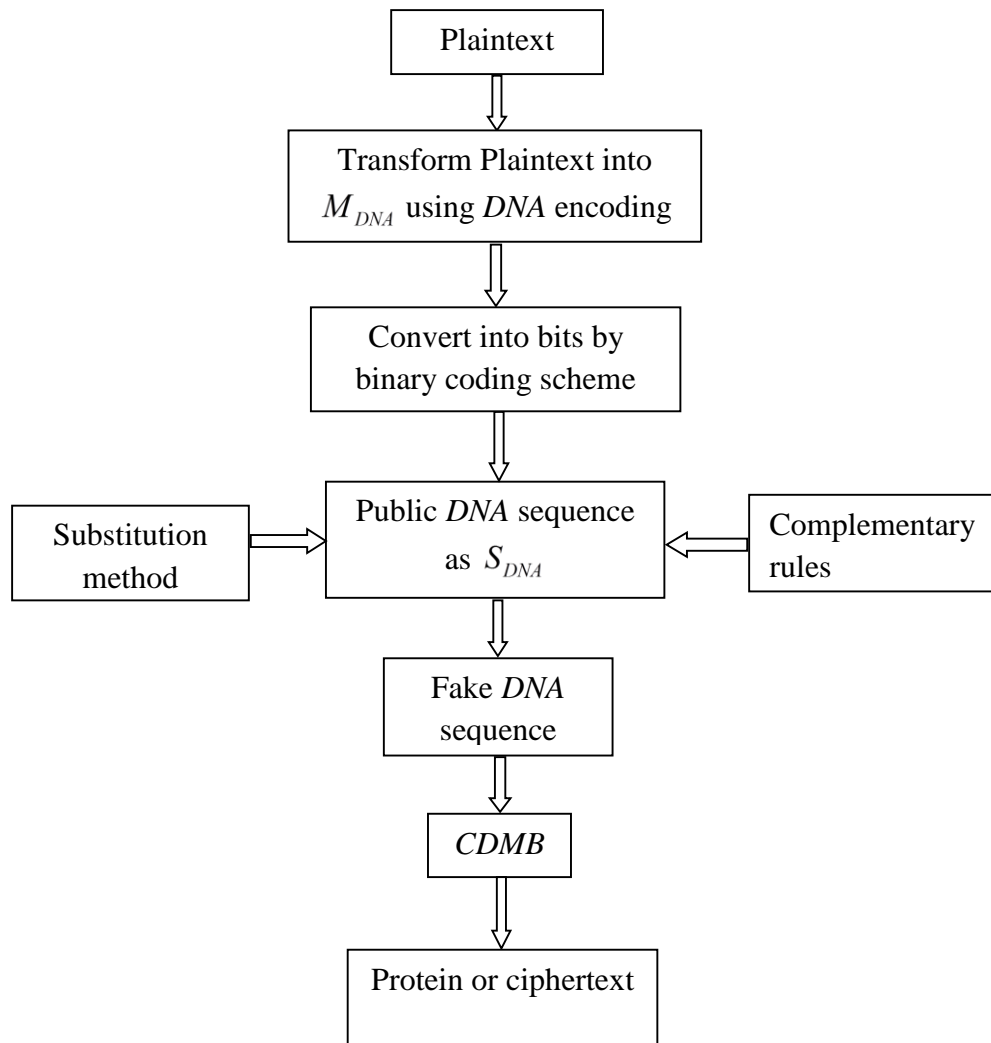 Plaintext
Transform Plaintext into
M_DNA using DNA encoding
Convert into bits by
binary coding scheme
Substitution
method
Public DNA sequence
as S_DNA
Complementary
rules
Fake DNA
sequence
CDMB
Protein or ciphertext